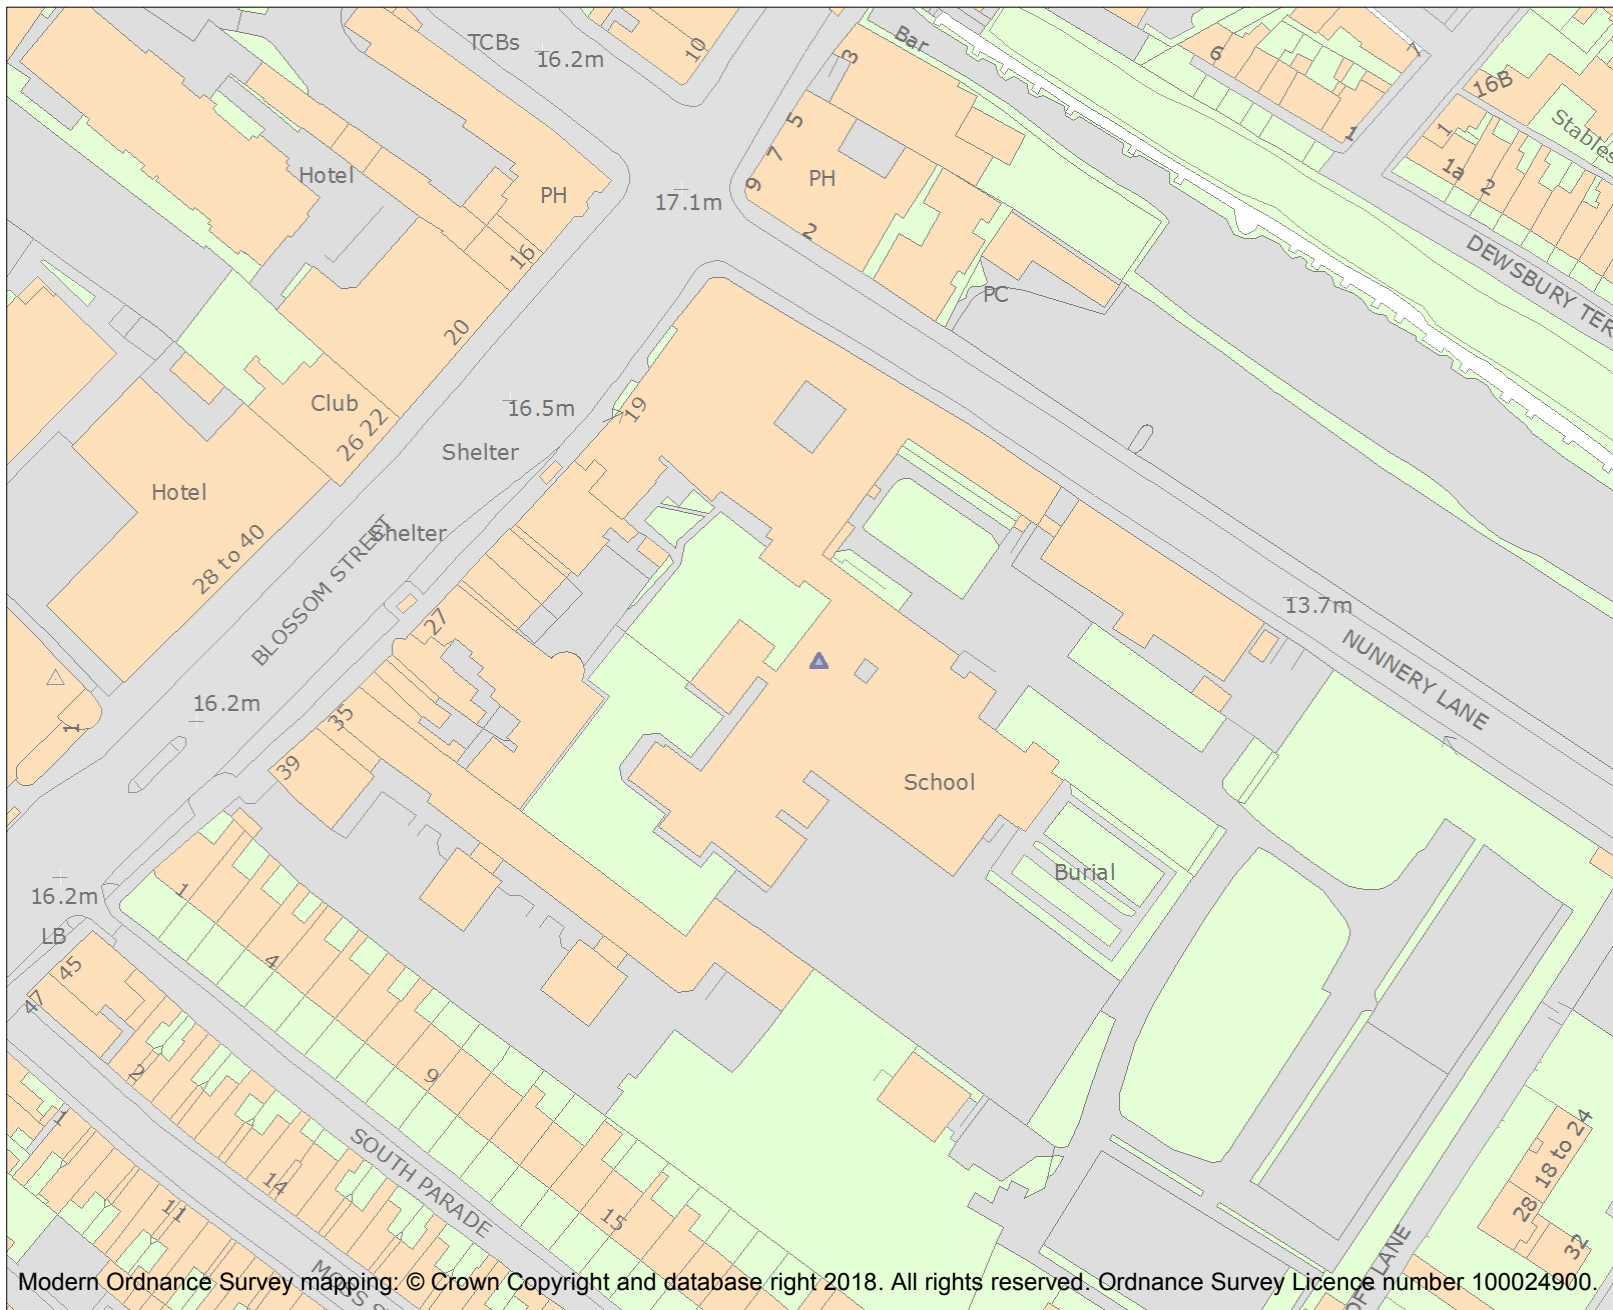 TCBs
16.2m
10
3
Bar
6
7
16B
Stables
1
1
1a
2
5
7
9
PH
2
Hotel
PH
17.1m
16
DEWSBURY TER
PC
20
Club
26 22
16.5m
19
Shelter
Hotel
Shelter
28 to 40
BLOSSOM STREET
27
13.7m
NUNNERY LANE
16.2m
1
35
39
School
Burial
1
16.2m
LB
45
47
4
2
9
1
SOUTH PARADE
14
11
15
18 to 24
28
32
LANE
MOSS S
Modern Ordnance Survey mapping: © Crown Copyright and database right 2018. All rights reserved. Ordnance Survey Licence number 100024900.